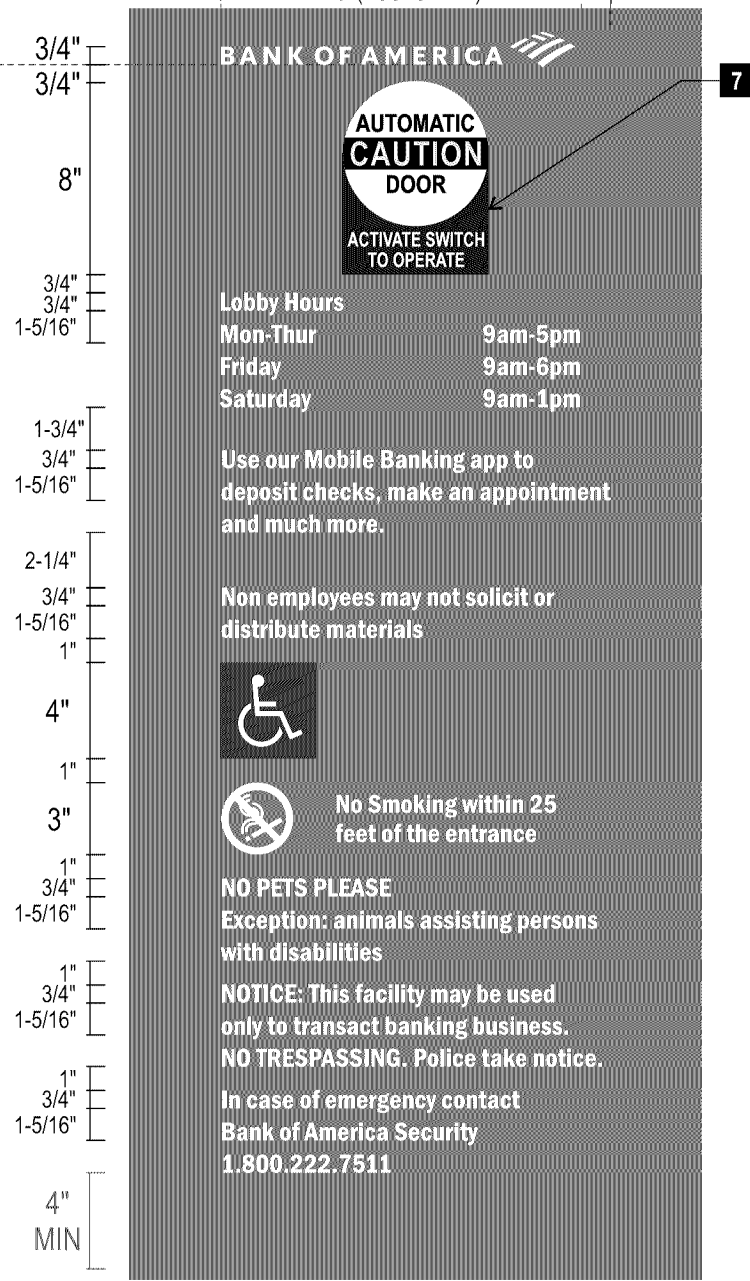 3/4"
BANK OF AMERICA
3/4"
7
AUTOMATIC
CAUTION
8"
DOOR
ACTIVATE SWITCH
TO OPERATE
3/4"
3/4"
Lobby Hours
1-5/16"
Mon-Thur 9am-5pm
Friday 9am-6pm
Saturday 9am-1pm
1-3/4"
3/4"
Use our Mobile Banking app to
1-5/16"
deposit checks, make an appointment
and much more.
2-1/4"
3/4"
Non employees may not solicit or
1-5/16"
distribute materials
1"
4"
1"
3"
No Smoking within 25
feet of the entrance
1"
3/4"
NO PETS PLEASE
1-5/16"
Exception: animals assisting persons
with disabilities
1"
3/4"
NOTICE: This facility may be used
1-5/16"
only to transact banking business.
NO TRESPASSING. Police take notice.
1"
3/4"
In case of emergency contact
1-5/16"
Bank of America Security
1.800.222.7511
4"
MIN